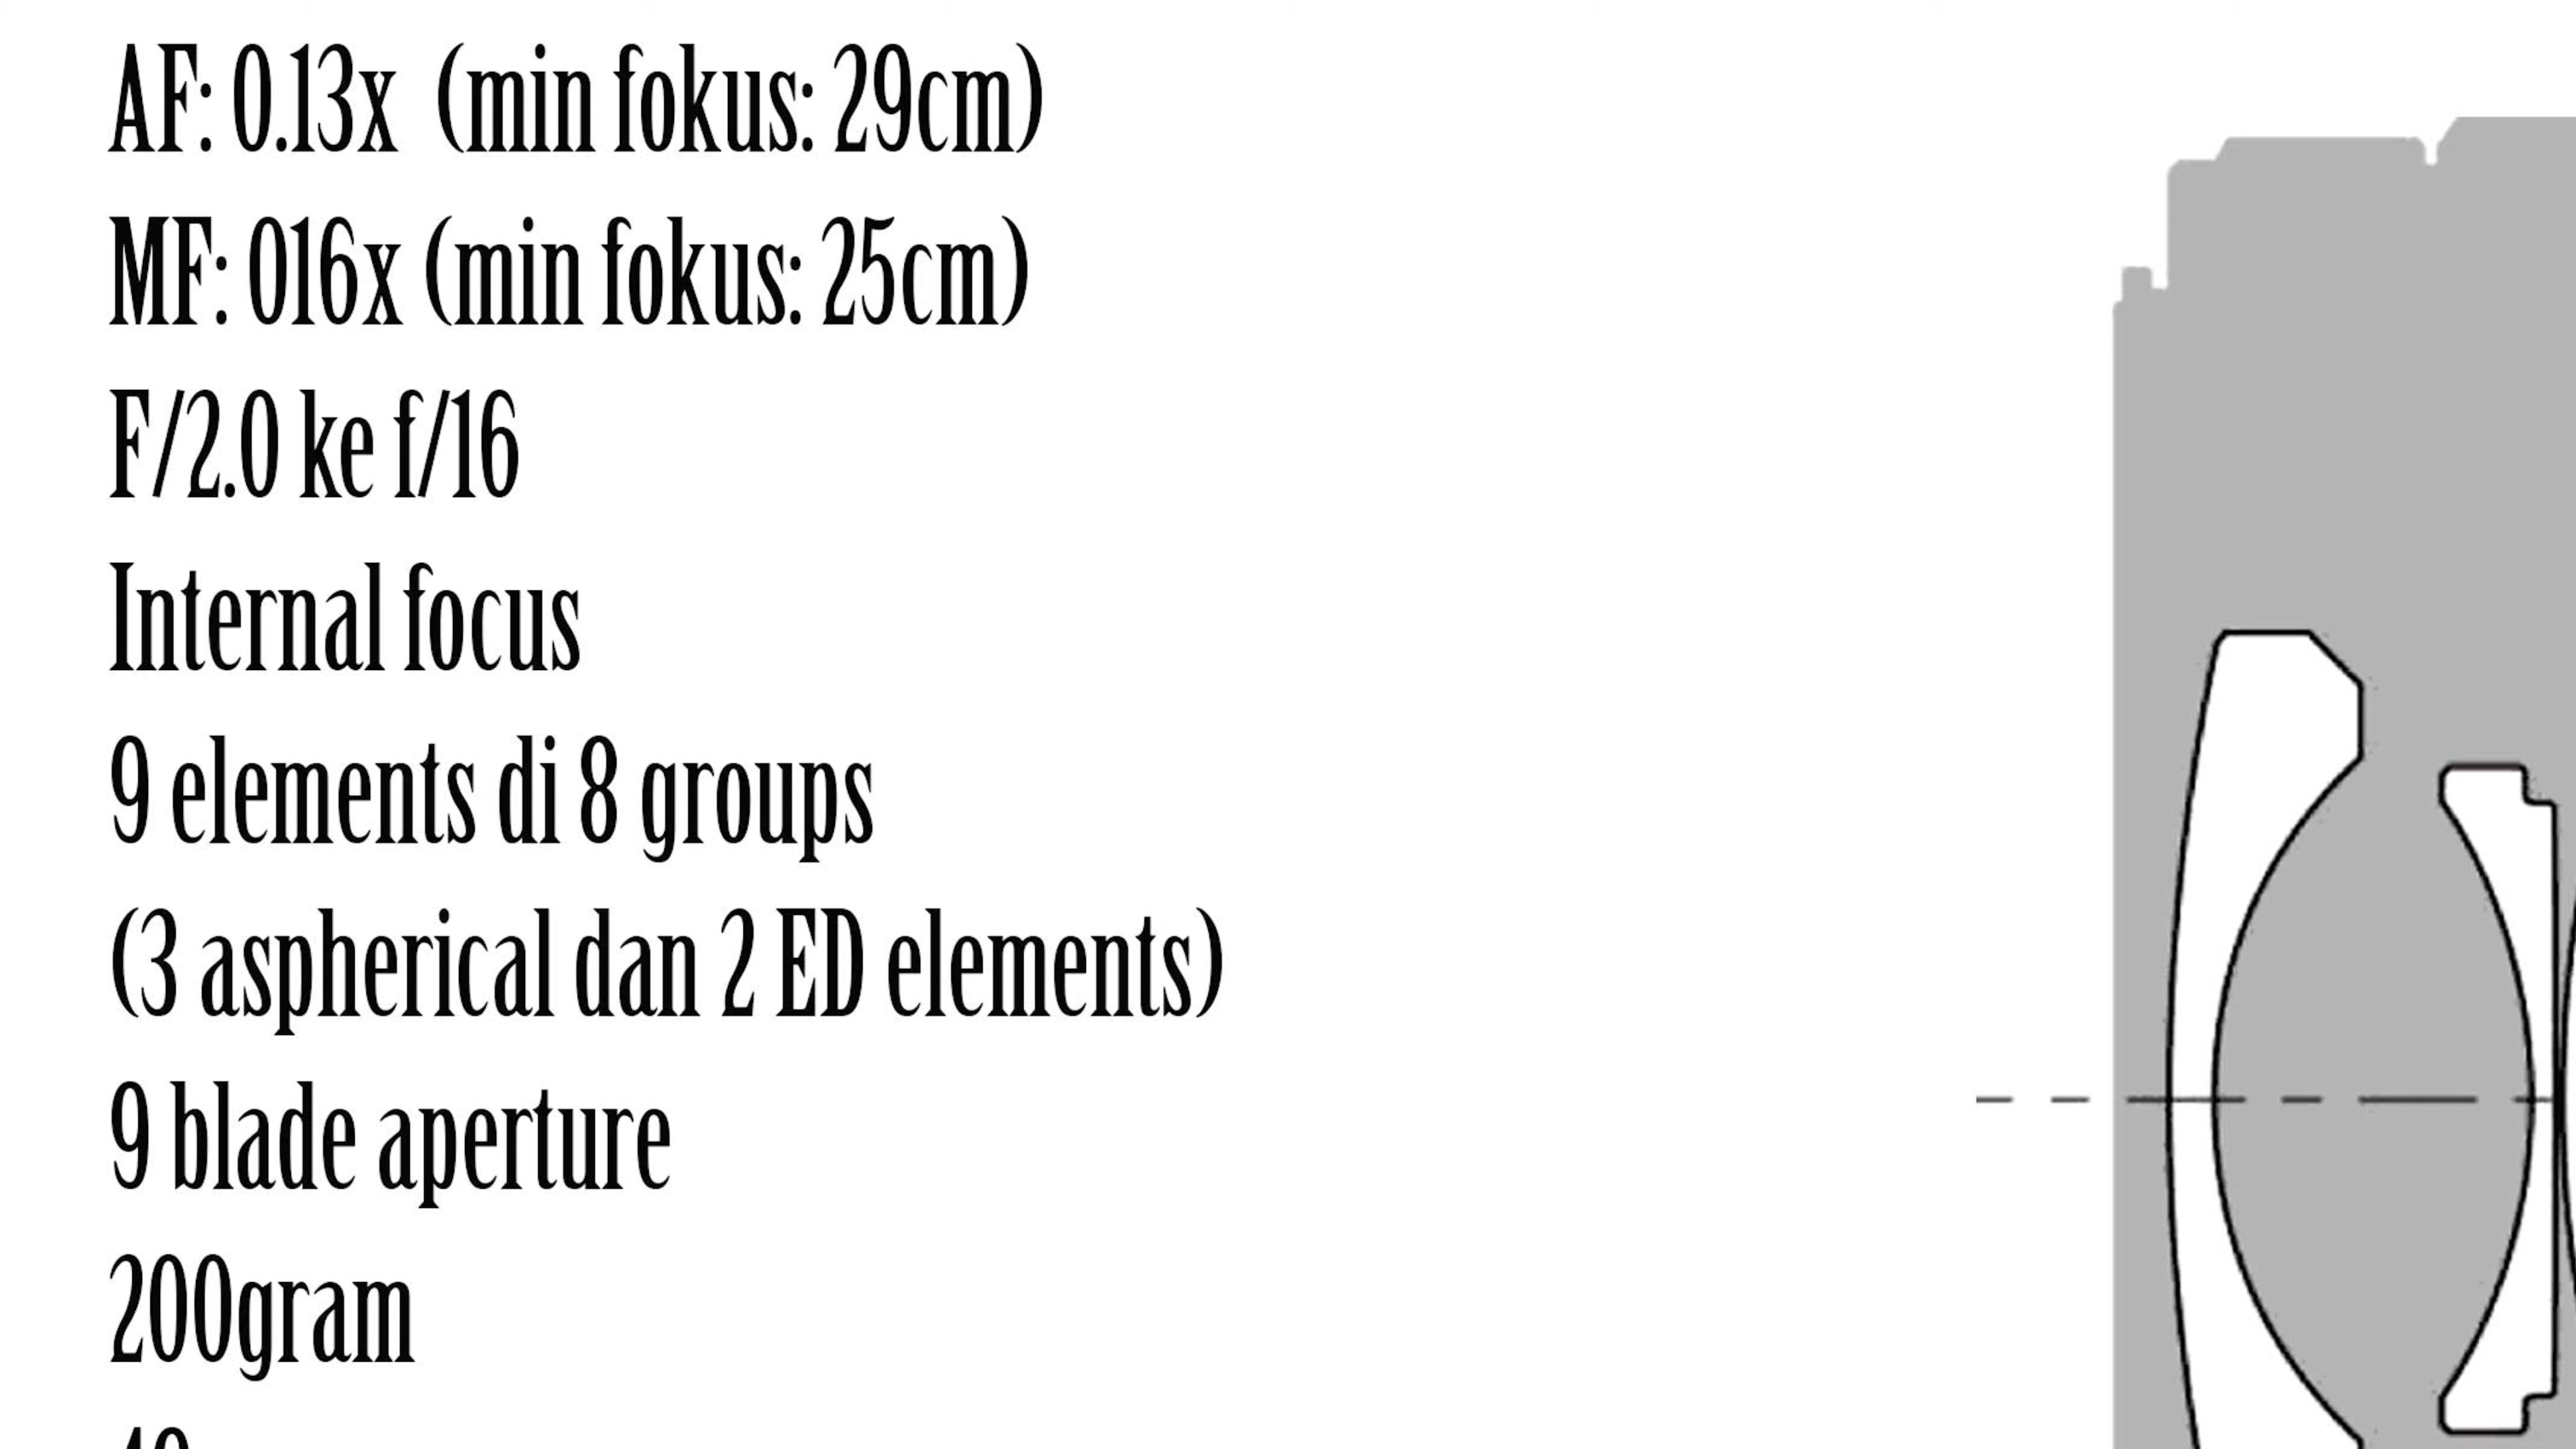 AF: 0.13x (min fokus: 29cm)
MF: 016x (min fokus: 25cm)
F/2.0 ke f/16
Internal focus
9 elements di 8 groups
(3 aspherical dan 2 ED elements)
9 blade aperture
200gram